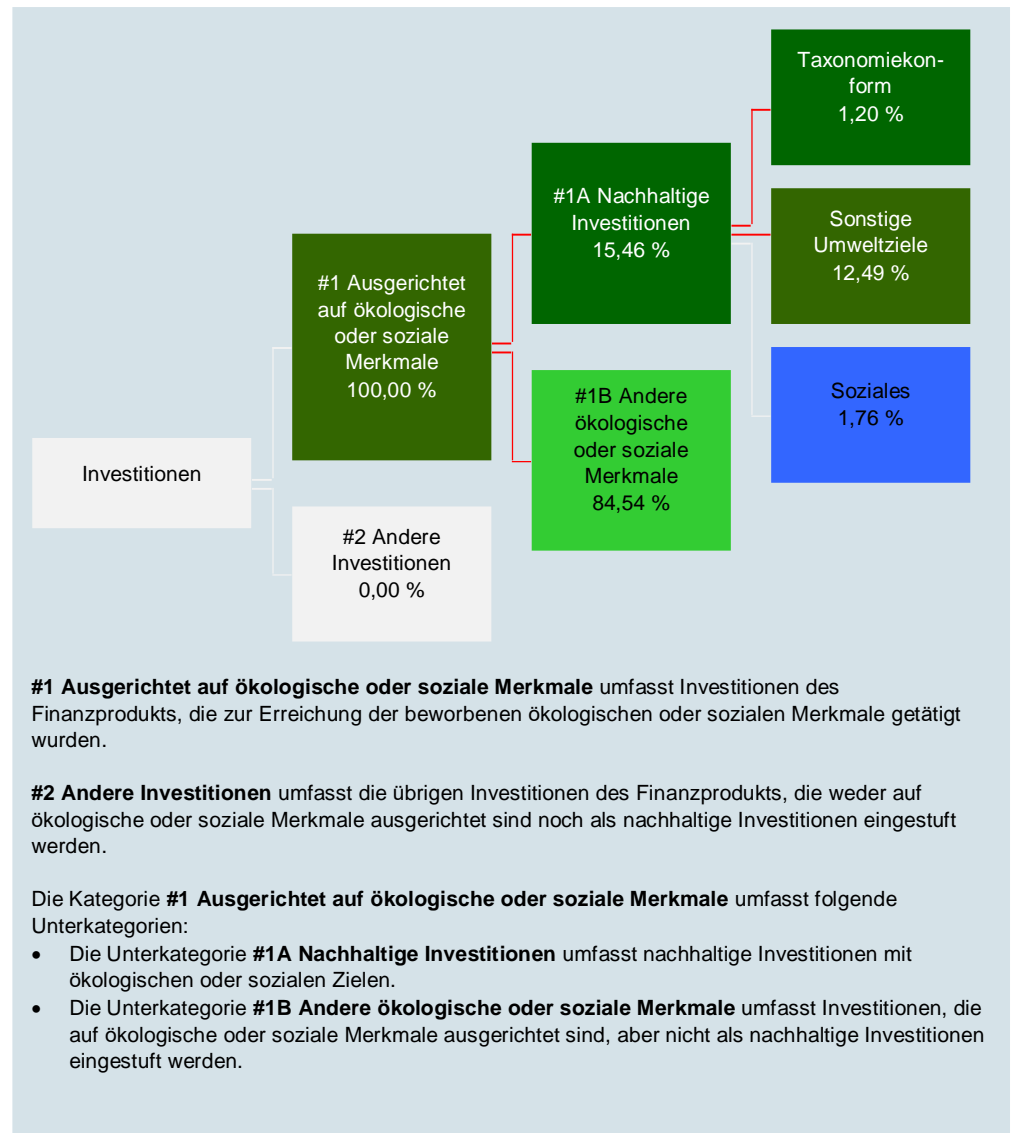 Taxonomiekon-
form
1,20 %
#1A Nachhaltige
Investitionen
15,46 %
Sonstige
Umweltziele
12,49 %
#1 Ausgerichtet
auf ökologische
oder soziale
Merkmale
100,00 %
#1B Andere
ökologische
oder soziale
Merkmale
84,54 %
Soziales
1,76 %
Investitionen
#2 Andere
Investitionen
0,00 %
#1 Ausgerichtet auf ökologische oder soziale Merkmale umfasst Investitionen des
Finanzprodukts, die zur Erreichung der beworbenen ökologischen oder sozialen Merkmale getätigt
wurden.
#2 Andere Investitionen umfasst die übrigen Investitionen des Finanzprodukts, die weder auf
ökologische oder soziale Merkmale ausgerichtet sind noch als nachhaltige Investitionen eingestuft
werden.
Die Kategorie #1 Ausgerichtet auf ökologische oder soziale Merkmale umfasst folgende
Unterkategorien:
• Die Unterkategorie #1A Nachhaltige Investitionen umfasst nachhaltige Investitionen mit
ökologischen oder sozialen Zielen.
• Die Unterkategorie #1B Andere ökologische oder soziale Merkmale umfasst Investitionen, die
auf ökologische oder soziale Merkmale ausgerichtet sind, aber nicht als nachhaltige Investitionen
eingestuft werden.